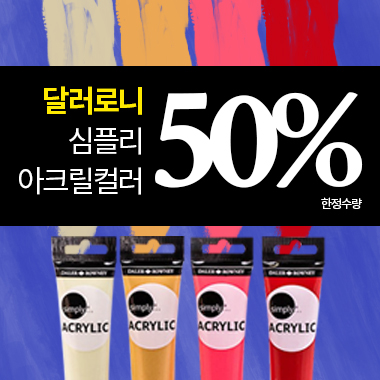 달러로니
심플리
아크릴컬러
50%
한정수량
DALER ROWNEY
DALER ROWNEY
DALER ROWNEY
DALER ROWNEY
simply
simply
simply
simply
ACRYLIC
ACRYLIC
ACRYLIC
ACRYLIC